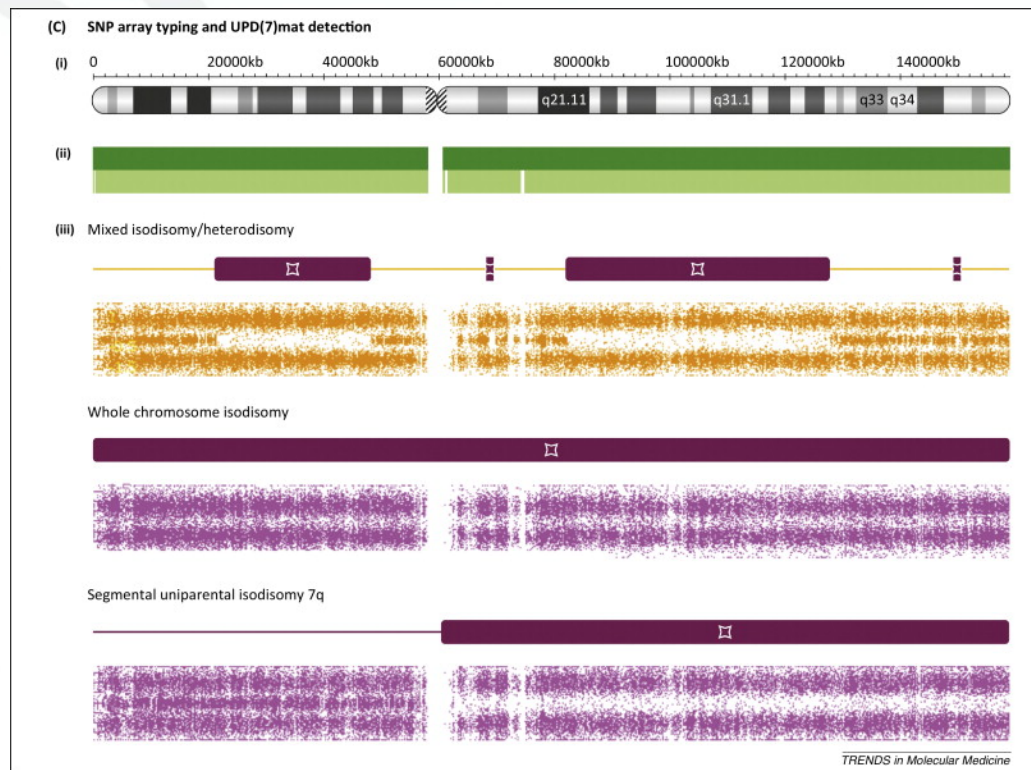 (C) SNP array typing and UPD(7)mat detection
(i) 0 20000kb 40000kb 60000kb 80000kb 100000kb 120000kb 140000kb
q21.11 q31.1 q33 q34
(ii)
(iii) Mixed isodisomy/heterodisomy
Whole chromosome isodisomy
Segmental uniparental isodisomy 7q
TRENDS in Molecular Medicine